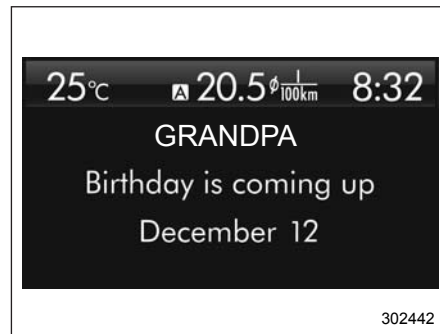 25°C A 20.5 ø l/100km 8:32
GRANDPA
Birthday is coming up
December 12
302442